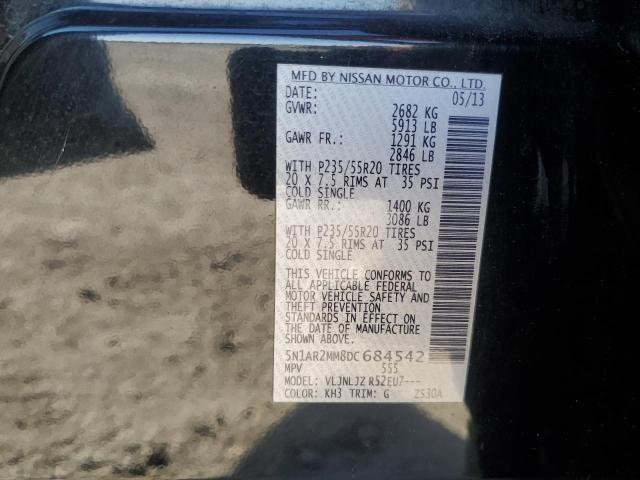 MFD BY NISSAN MOTOR CO., LTD.
DATE: 05/13
GVWR: 2682 KG
5913 LB
GAWR FR.: 1291 KG
2846 LB
WITH P235/55R20 TIRES
20 X 7.5 RIMS AT 35 PSI
COLD SINGLE
GAWR RR.: 1400 KG
3086 LB
WITH P235/55R20 TIRES
20 X 7.5 RIMS AT 35 PSI
COLD SINGLE
THIS VEHICLE CONFORMS TO
ALL APPLICABLE FEDERAL
MOTOR VEHICLE SAFETY AND
THEFT PREVENTION
STANDARDS IN EFFECT ON
THE DATE OF MANUFACTURE
SHOWN ABOVE.
5N1AR2MM8DC684542
MPV 555
MODEL: VLJNLJZ R52EU7---
COLOR: KH3 TRIM: G 2S30A